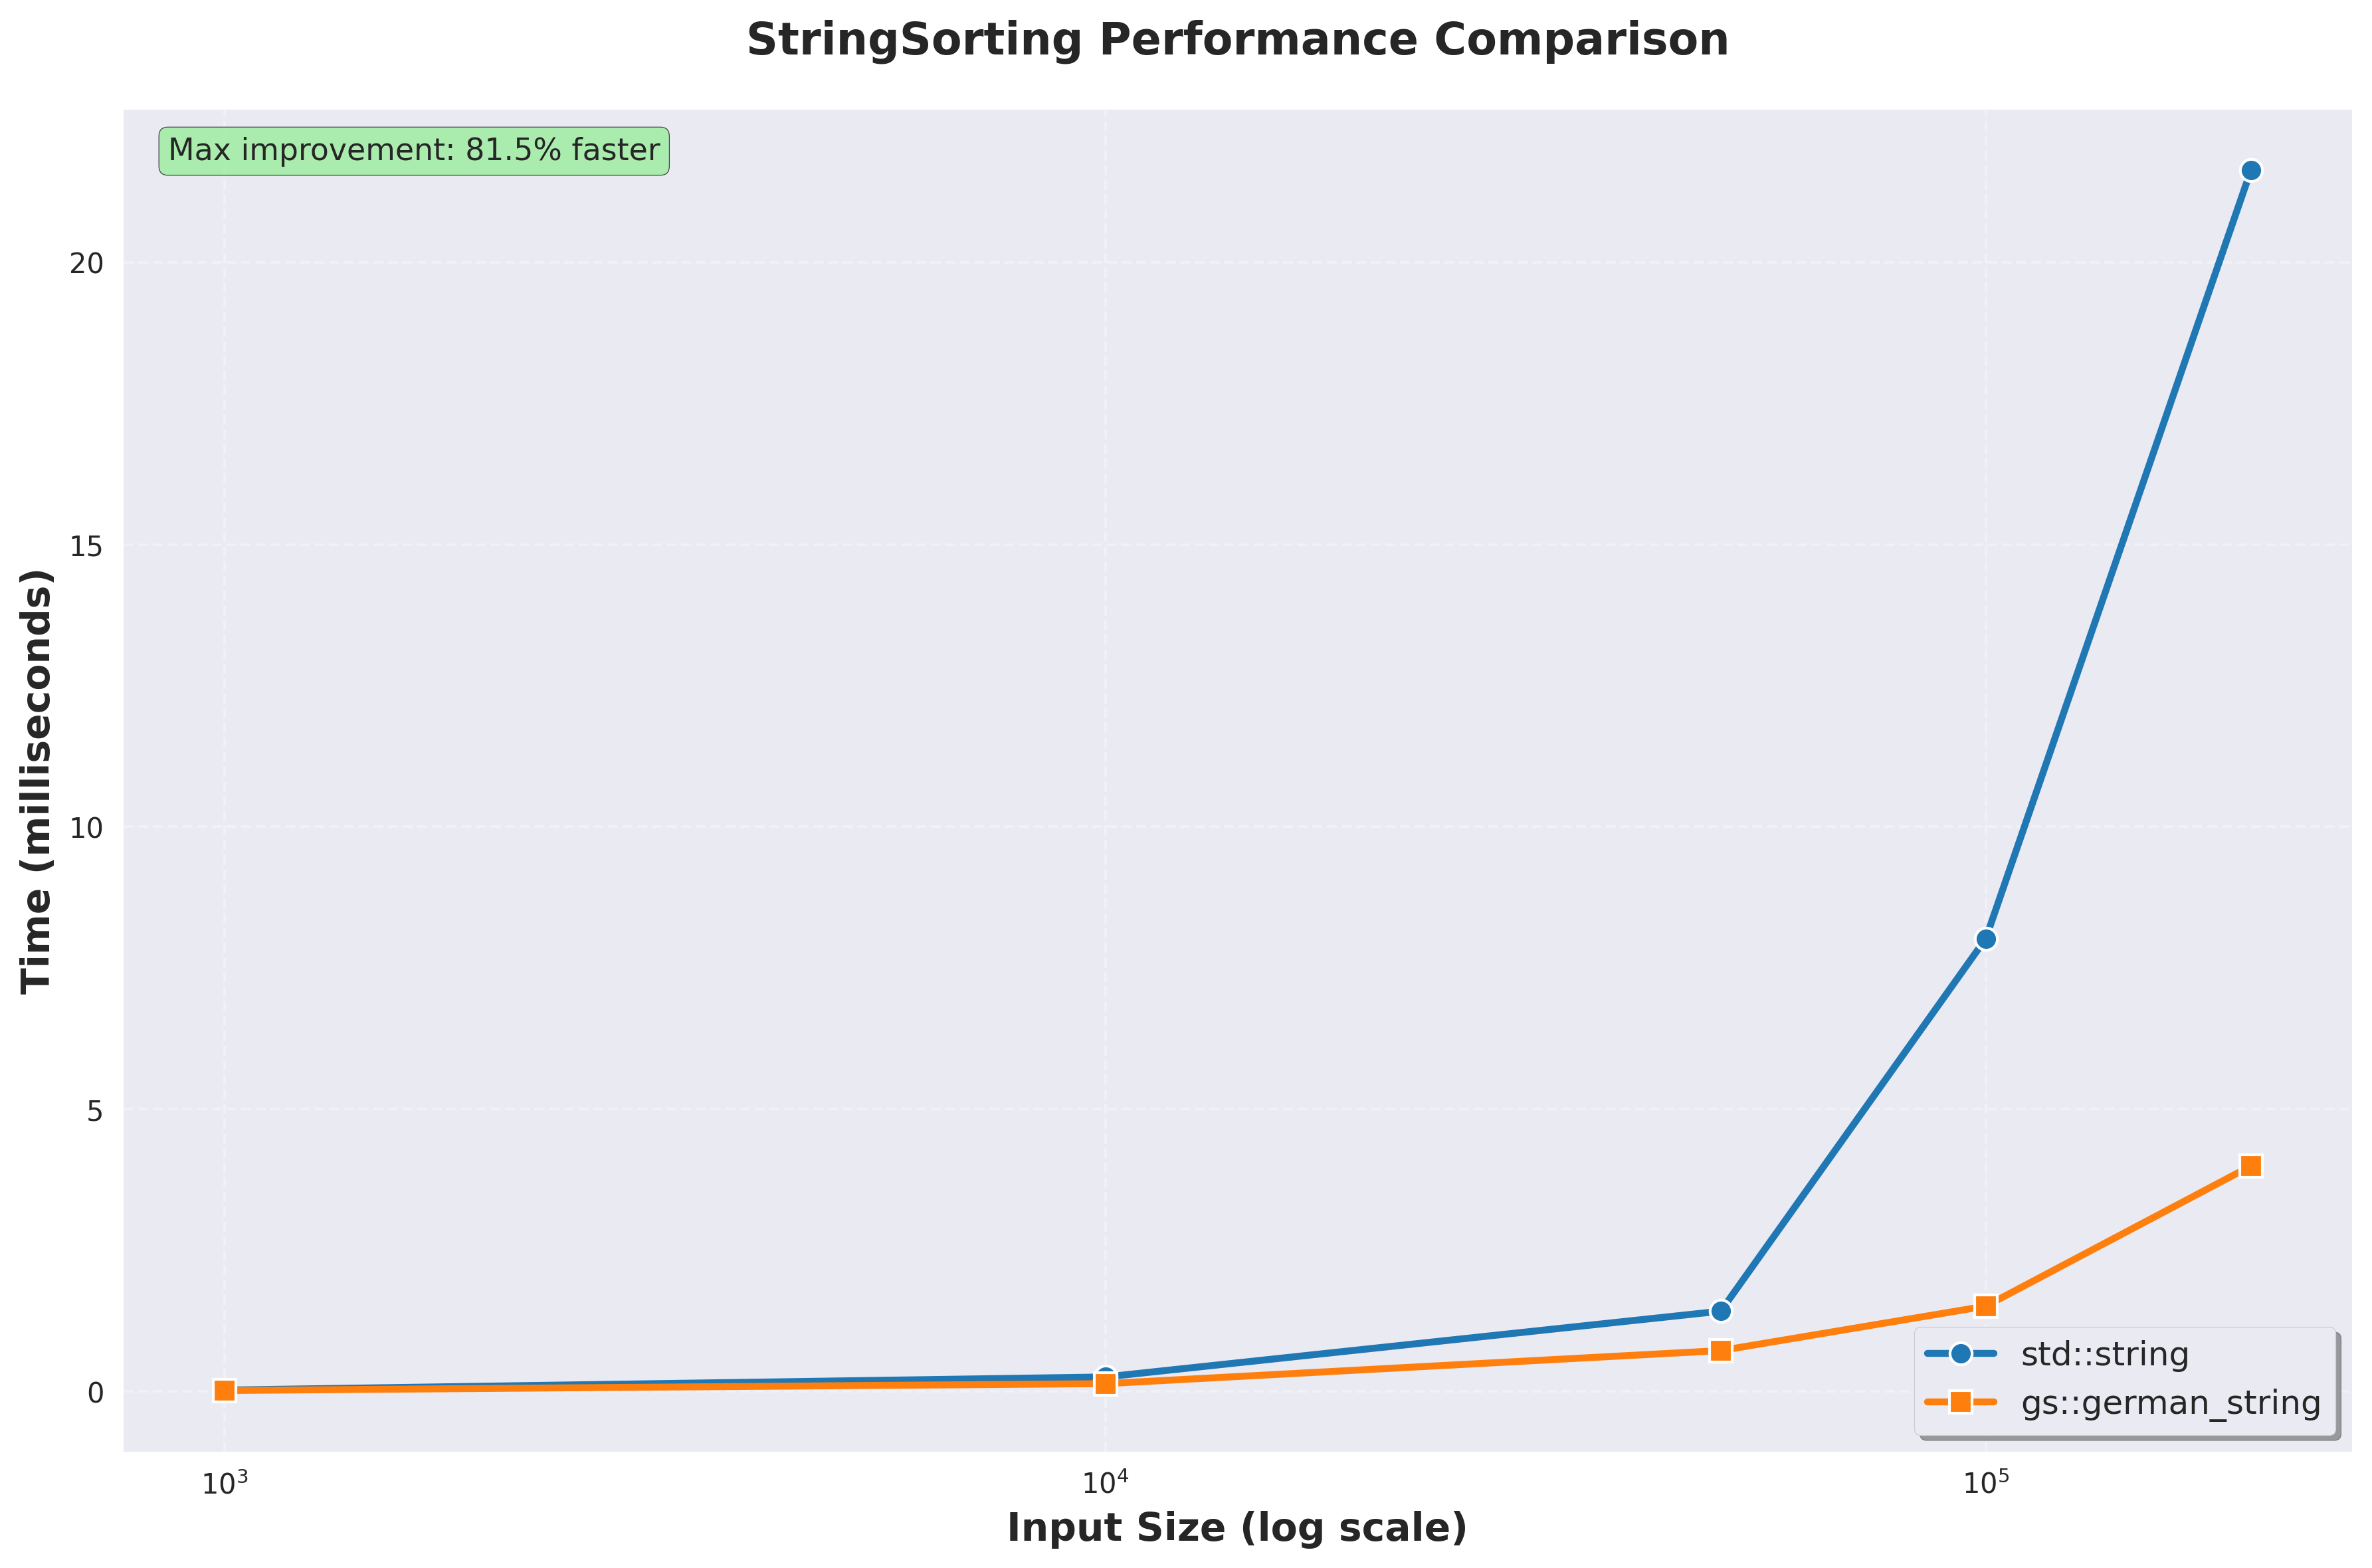 StringSorting Performance Comparison
Max improvement: 81.5% faster
20
15
10
5
0
Time (milliseconds)
10³
10⁴
10⁵
Input Size (log scale)
std::string
gs::german_string